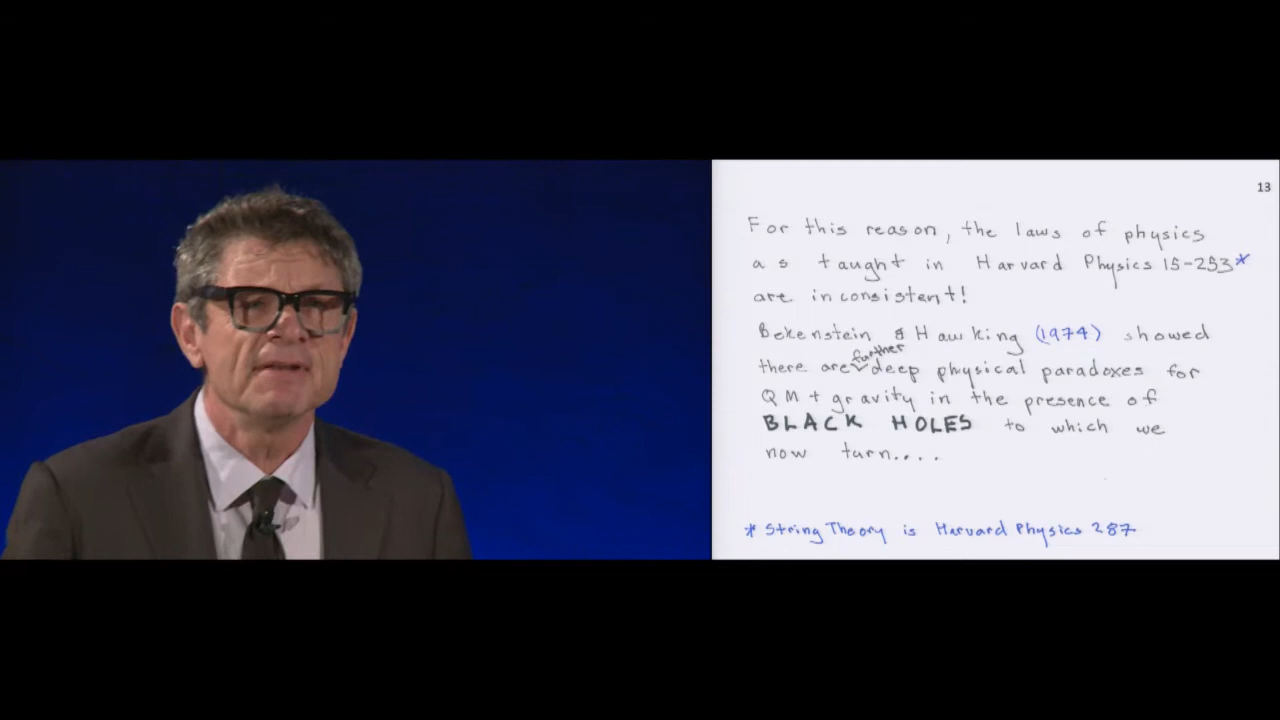 13
For this reason, the laws of physics
as taught in Harvard Physics 15-253*
are inconsistent!
Bekenstein & Hawking (1974) showed
further
there are deep physical paradoxes for
QM + gravity in the presence of
BLACK HOLES to which we
now turn....
* String Theory is Harvard Physics 287